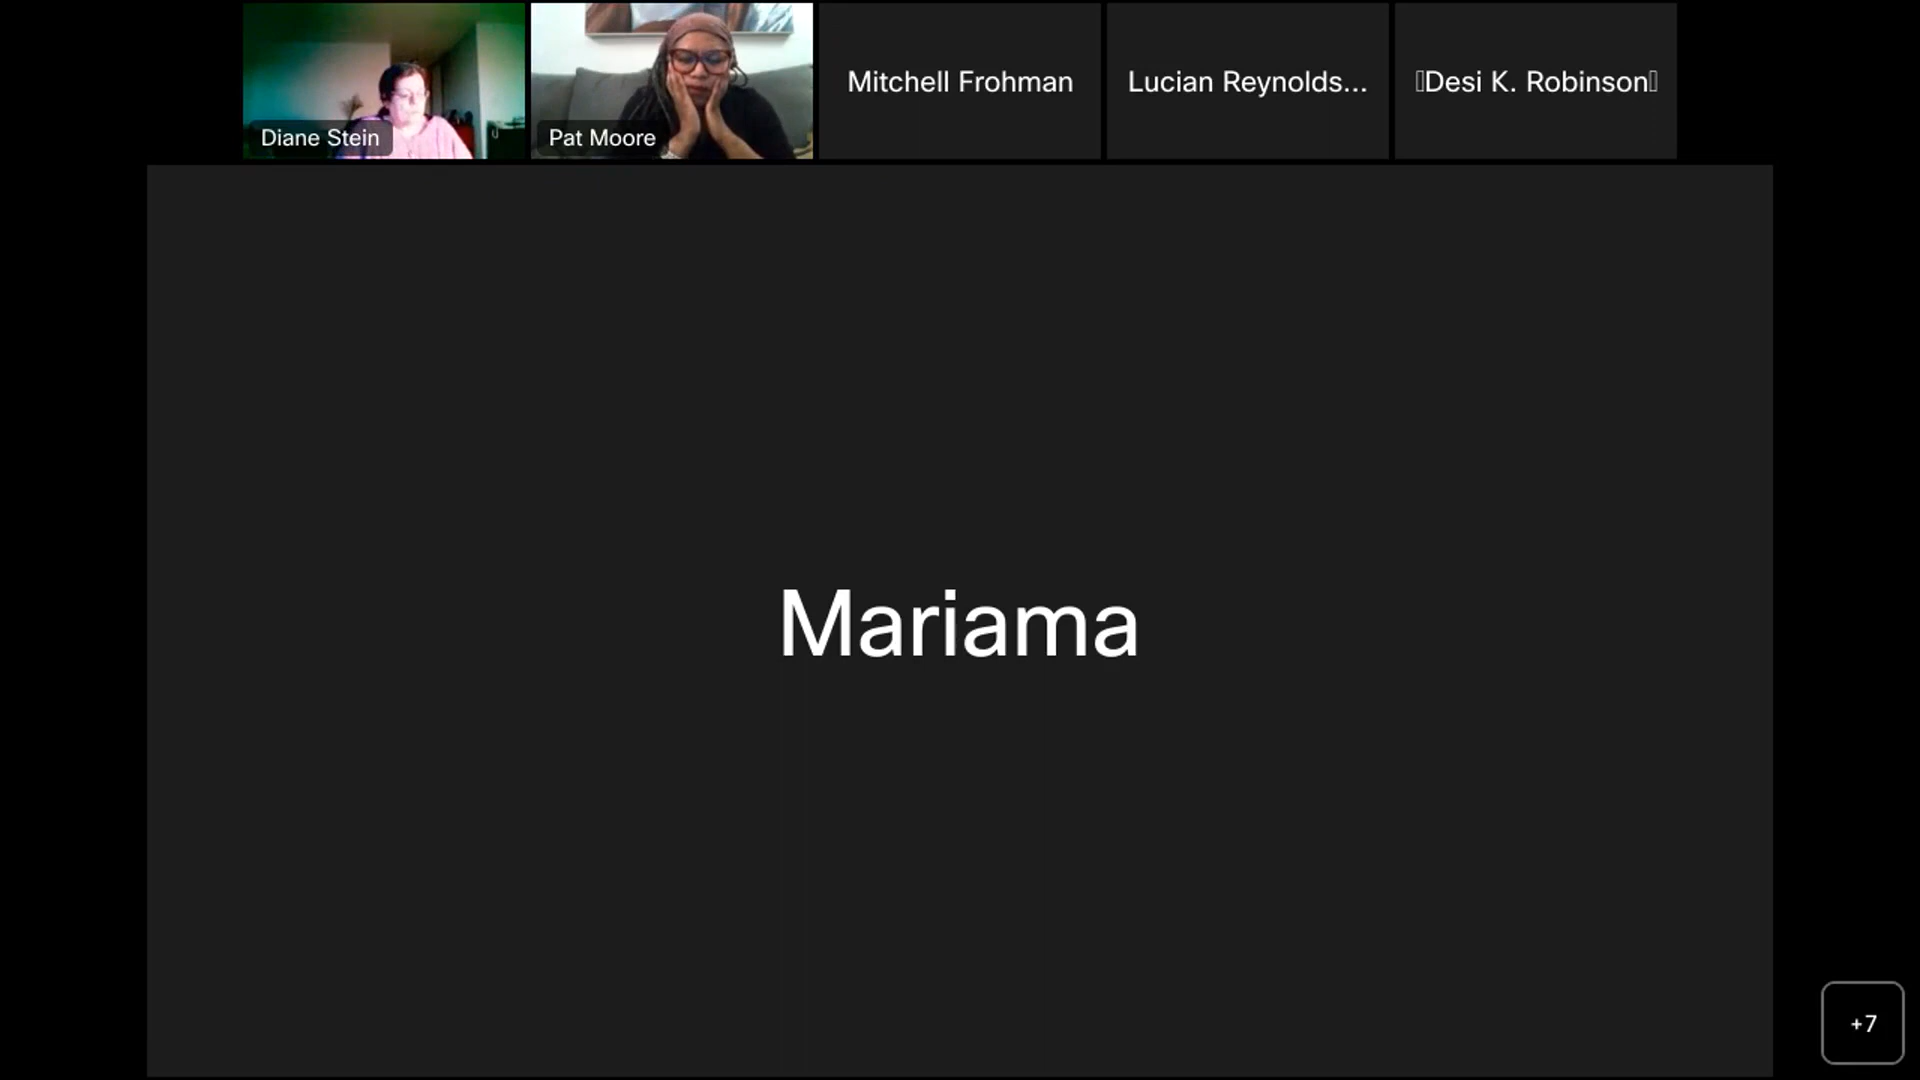 Diane Stein
Pat Moore
Mitchell Frohman
Lucian Reynolds...
▯Desi K. Robinson▯
Mariama
+7